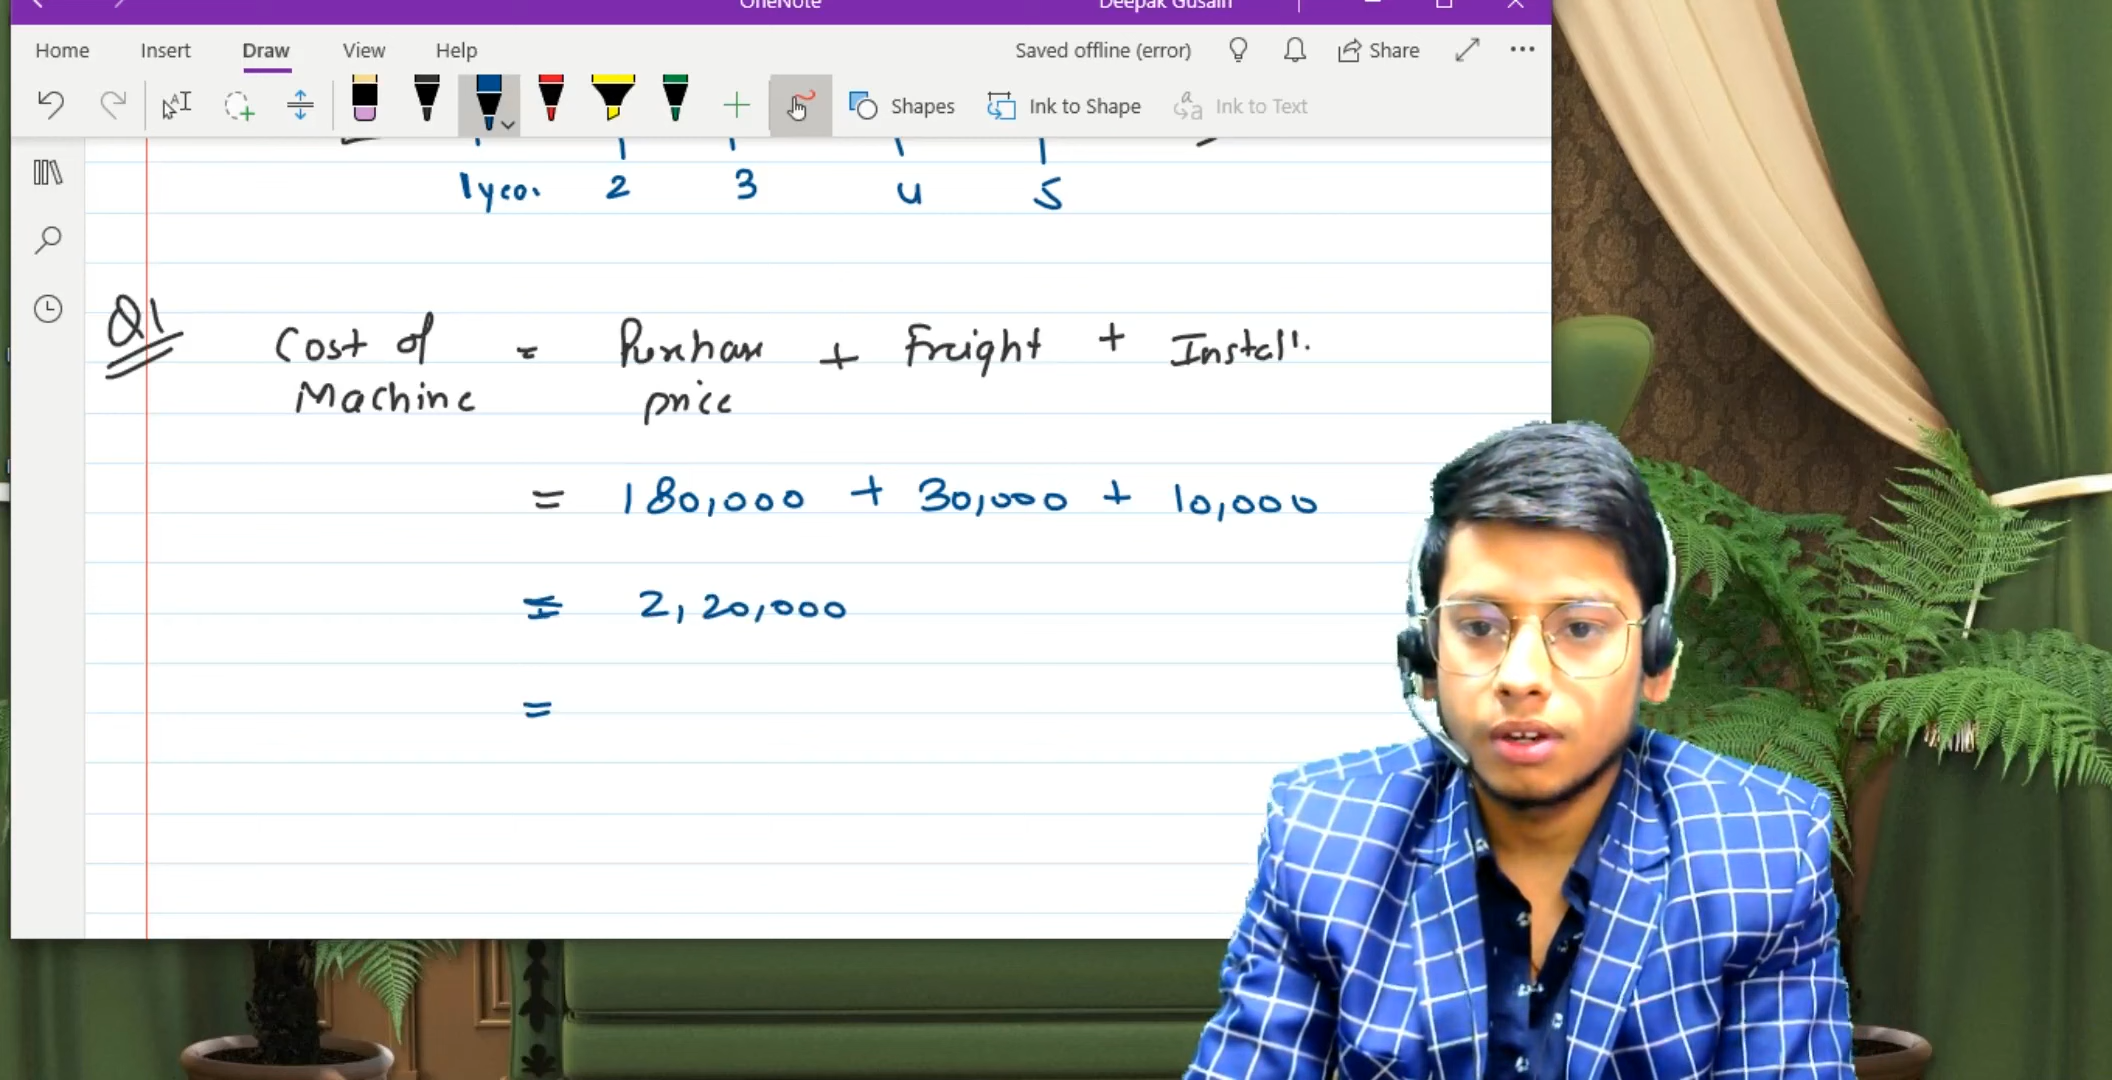 OneNote
Deepak Gusain
Home Insert Draw View Help
Saved offline (error)
Share
Shapes
Ink to Shape
Ink to Text
1 2 3 4 5
Q1
Cost of Machine = price + Freight + Install.
= 180,000 + 30,000 + 10,000
= 2,20,000
=